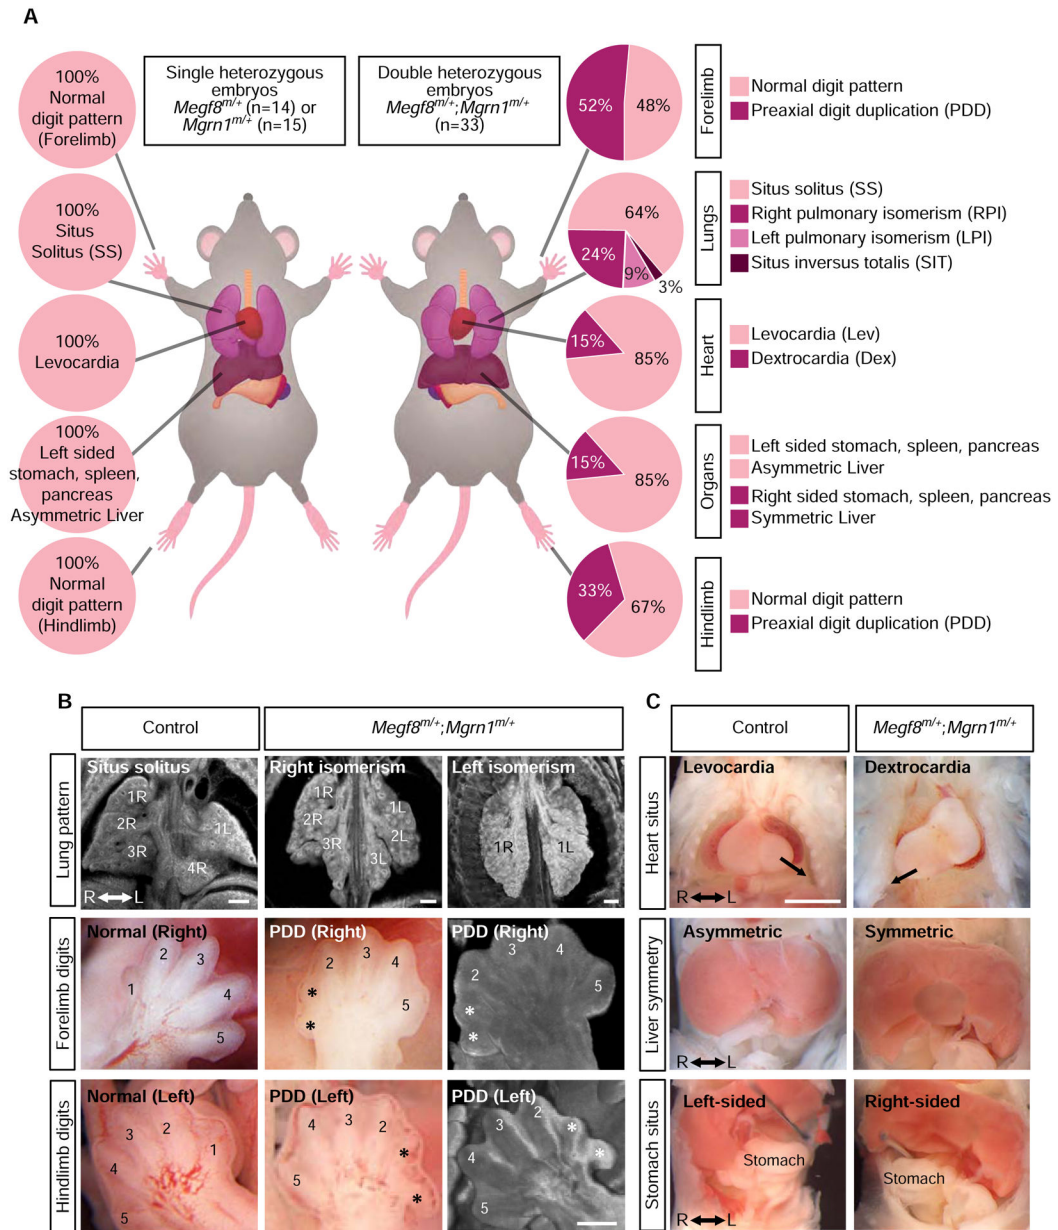 A
100%
Normal
digit pattern
(Forelimb)
100%
Situs
Solitus (SS)
100%
Levocardia
100%
Left sided
stomach, spleen,
pancreas
Asymmetric Liver
100%
Normal
digit pattern
(Hindlimb)
Single heterozygous
embryos
Megf8m/+ (n=14) or
Mgrn1m/+ (n=15)
Double heterozygous
embryos
Megf8m/+;Mgrn1m/+
(n=33)
52%
48%
Forelimb
Normal digit pattern
Preaxial digit duplication (PDD)
64%
24%
9%
3%
Lungs
Situs solitus (SS)
Right pulmonary isomerism (RPI)
Left pulmonary isomerism (LPI)
Situs inversus totalis (SIT)
15%
85%
Heart
Levocardia (Lev)
Dextrocardia (Dex)
15%
85%
Organs
Left sided stomach, spleen, pancreas
Asymmetric Liver
Right sided stomach, spleen, pancreas
Symmetric Liver
33%
67%
Hindlimb
Normal digit pattern
Preaxial digit duplication (PDD)
B
Control
Megf8m/+;Mgrn1m/+
Lung pattern
Situs solitus
1R
2R
3R
4R
1L
R L
Right isomerism
1R
2R
3R
1L
2L
3L
Left isomerism
1R
1L
Forelimb digits
Normal (Right)
1
2
3
4
5
PDD (Right)
2
3
4
5
*
*
PDD (Right)
2
3
4
5
*
*
Hindlimb digits
Normal (Left)
1
2
3
4
5
PDD (Left)
4
3
2
5
*
*
PDD (Left)
2
3
4
5
*
*
C
Control
Megf8m/+;Mgrn1m/+
Heart situs
Levocardia
R L
Dextrocardia
Liver symmetry
Asymmetric
R L
Symmetric
Stomach situs
Left-sided
Stomach
R L
Right-sided
Stomach